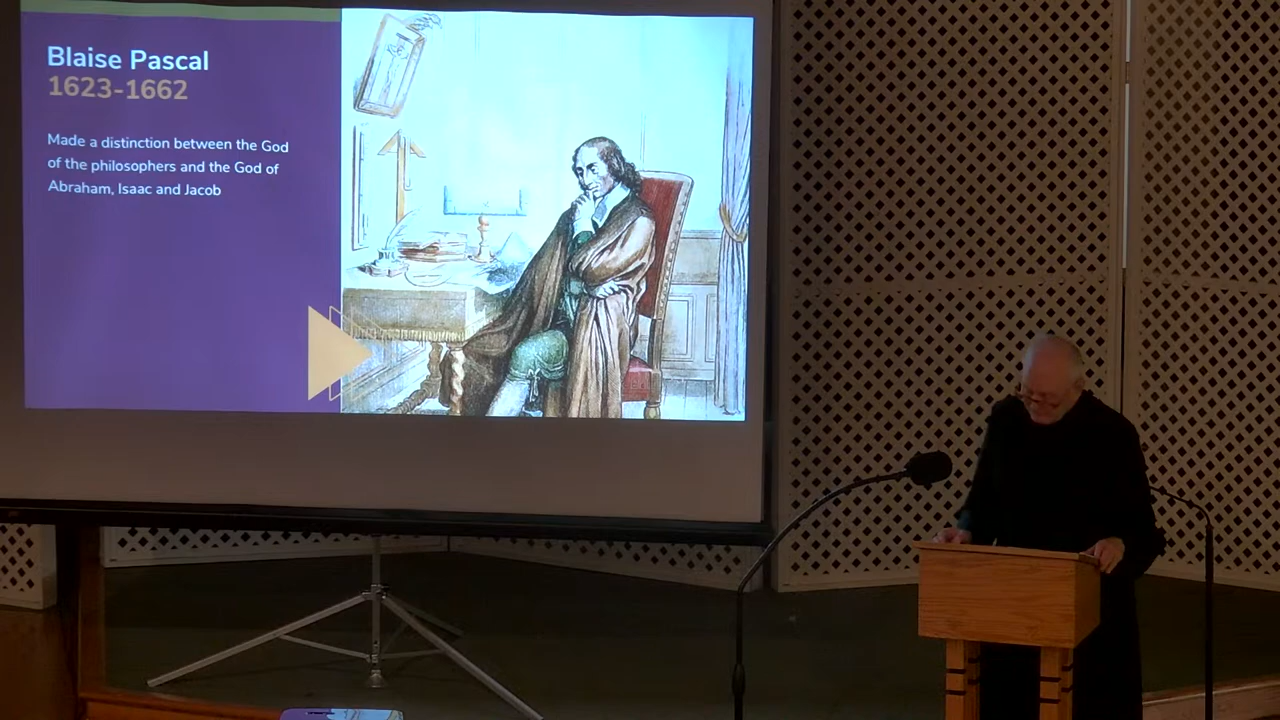 Blaise Pascal
1623-1662
Made a distinction between the God
of the philosophers and the God of
Abraham, Isaac and Jacob